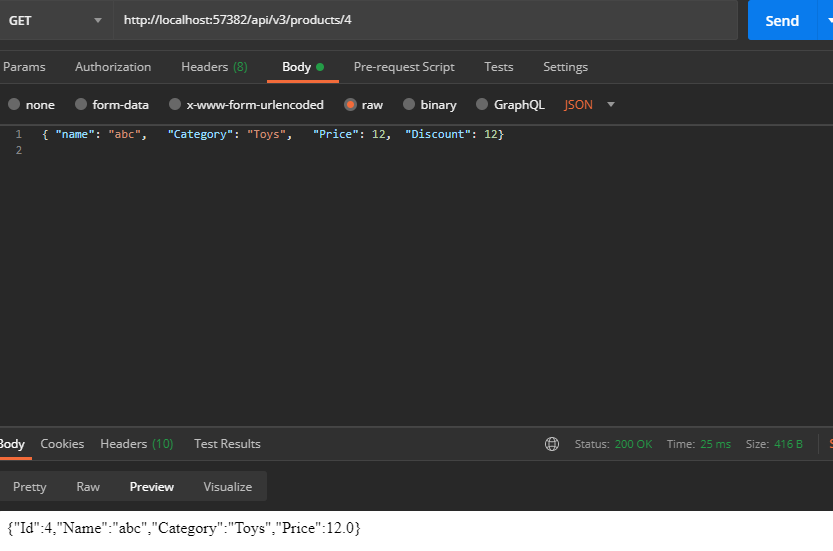 GET http://localhost:57382/api/v3/products/4 Send
Params Authorization Headers (8) Body Pre-request Script Tests Settings
none form-data x-www-form-urlencoded raw binary GraphQL JSON
1 { "name": "abc", "Category": "Toys", "Price": 12, "Discount": 12}
2
Body Cookies Headers (10) Test Results Status: 200 OK Time: 25 ms Size: 416 B
Pretty Raw Preview Visualize
{"Id":4,"Name":"abc","Category":"Toys","Price":12.0}